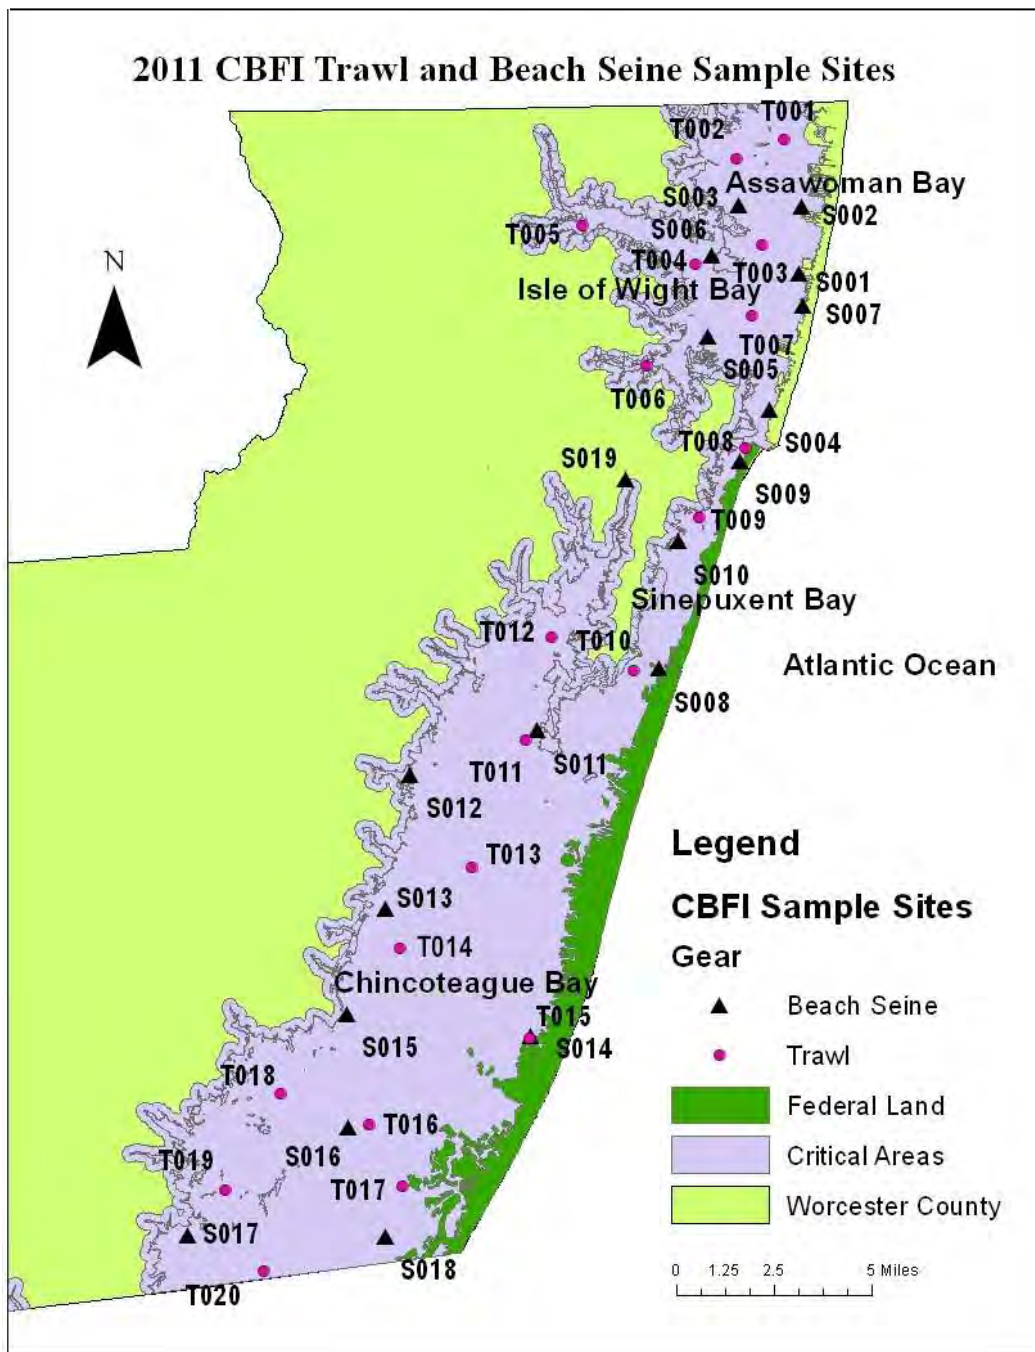 2011 CBFI Trawl and Beach Seine Sample Sites
T001
T002
Assawoman Bay
S003
S002
T005
S006
T004
T003
S001
Isle of Wight Bay
S007
T007
S005
T006
T008
S004
S019
S009
T009
S010
Sinepuxent Bay
T012
T010
Atlantic Ocean
S008
T011
S011
S012
T013
S013
T014
Chincoteague Bay
T015
S015
S014
T018
T016
S016
T019
T017
S017
S018
T020
N
Legend
CBFI Sample Sites
Gear
Beach Seine
Trawl
Federal Land
Critical Areas
Worcester County
0 1.25 2.5 5 Miles